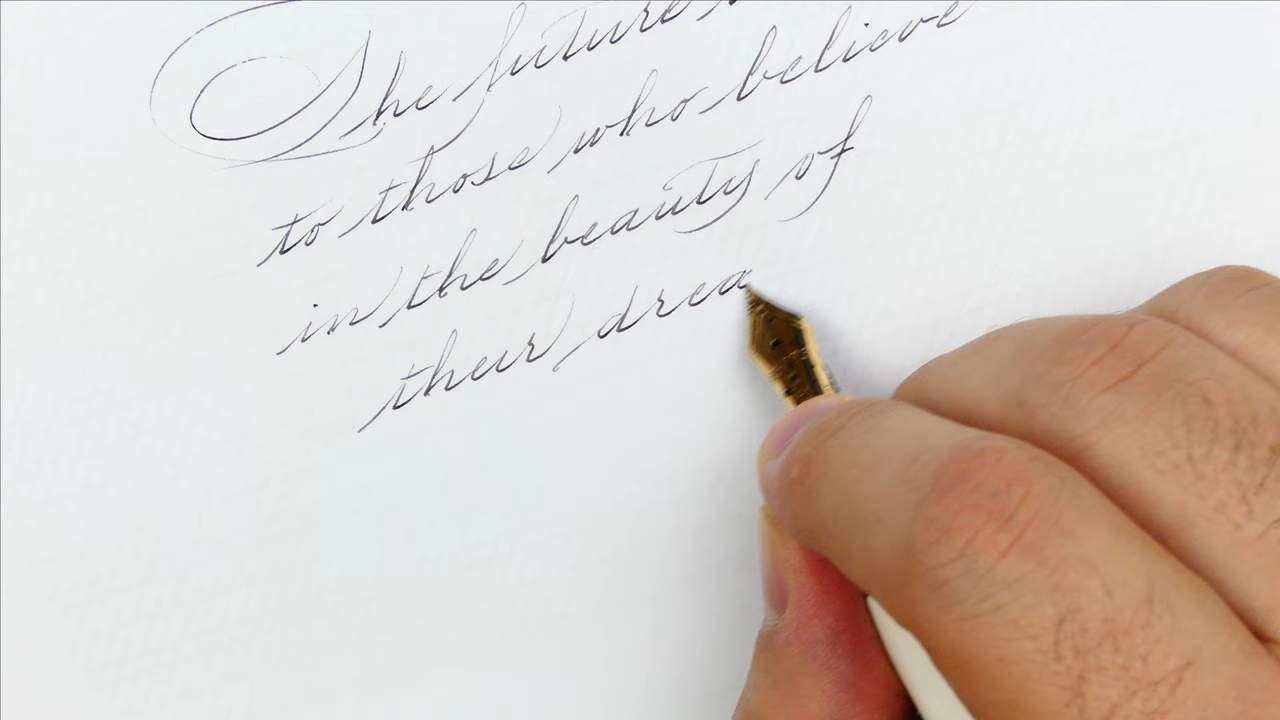 The future
to those who believe
in the beauty of
their drea